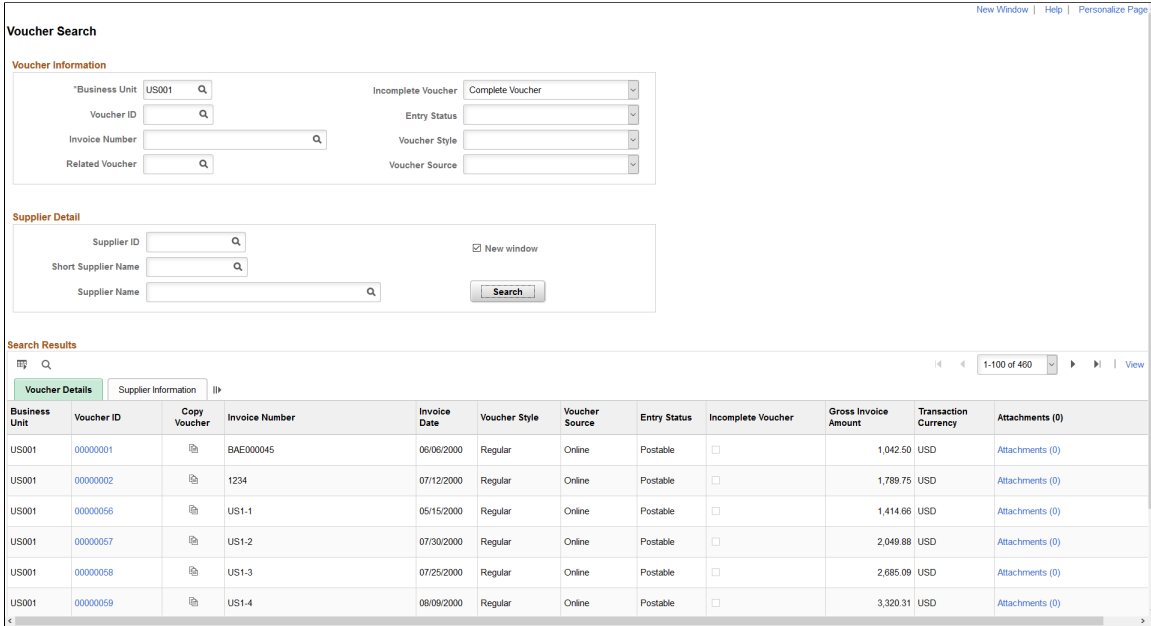 New Window | Help | Personalize Page
Voucher Search
Voucher Information
*Business Unit US001 Incomplete Voucher Complete Voucher
Voucher ID Entry Status
Invoice Number Voucher Style
Related Voucher Voucher Source
Supplier Detail
Supplier ID New window
Short Supplier Name
Supplier Name Search
Search Results
1-100 of 460 | View
Voucher Details Supplier Information
Business Unit Voucher ID Copy Voucher Invoice Number Invoice Date Voucher Style Voucher Source Entry Status Incomplete Voucher Gross Invoice Amount Transaction Currency Attachments (0)
US001 00000001 BAE000045 06/06/2000 Regular Online Postable 1,042.50 USD Attachments (0)
US001 00000002 1234 07/12/2000 Regular Online Postable 1,789.75 USD Attachments (0)
US001 00000056 US1-1 05/15/2000 Regular Online Postable 1,414.66 USD Attachments (0)
US001 00000057 US1-2 07/30/2000 Regular Online Postable 2,049.88 USD Attachments (0)
US001 00000058 US1-3 07/25/2000 Regular Online Postable 2,685.09 USD Attachments (0)
US001 00000059 US1-4 08/09/2000 Regular Online Postable 3,320.31 USD Attachments (0)